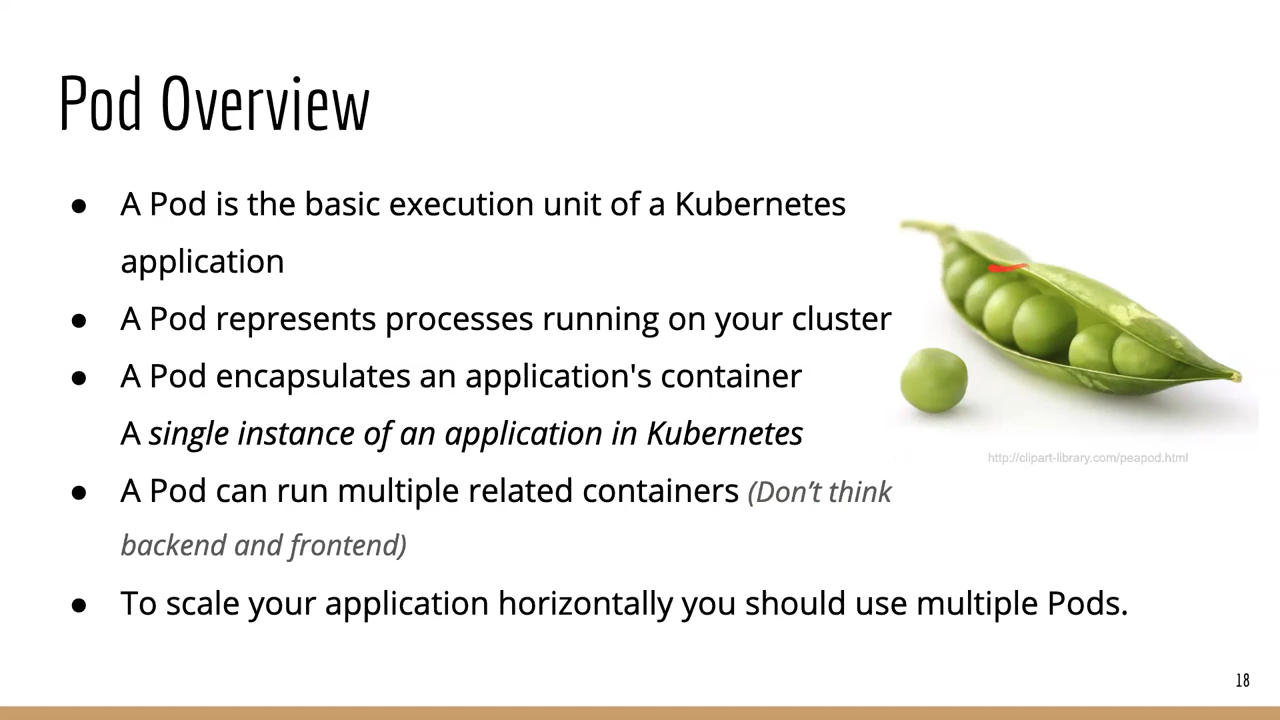 Pod Overview
● A Pod is the basic execution unit of a Kubernetes
application
● A Pod represents processes running on your cluster
● A Pod encapsulates an application's container
A single instance of an application in Kubernetes
● A Pod can run multiple related containers (Don’t think
backend and frontend)
● To scale your application horizontally you should use multiple Pods.
http://clipart-library.com/peapod.html
18